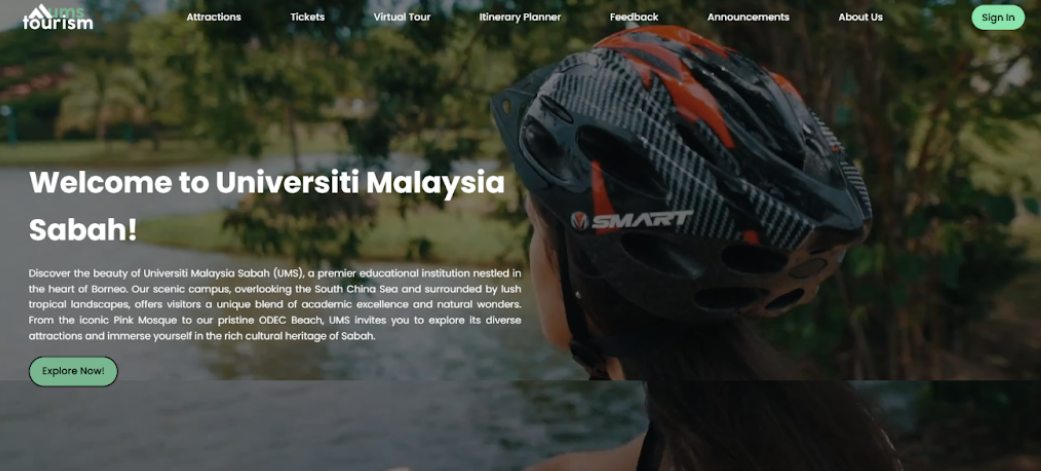 ums
tourism
Attractions Tickets Virtual Tour Itinerary Planner Feedback Announcements About Us Sign In
Welcome to Universiti Malaysia
Sabah!
SMART
Discover the beauty of Universiti Malaysia Sabah (UMS), a premier educational institution nestled in
the heart of Borneo. Our scenic campus, overlooking the South China Sea and surrounded by lush
tropical landscapes, offers visitors a unique blend of academic excellence and natural wonders.
From the iconic Pink Mosque to our pristine ODEC Beach, UMS invites you to explore its diverse
attractions and immerse yourself in the rich cultural heritage of Sabah.
Explore Now!